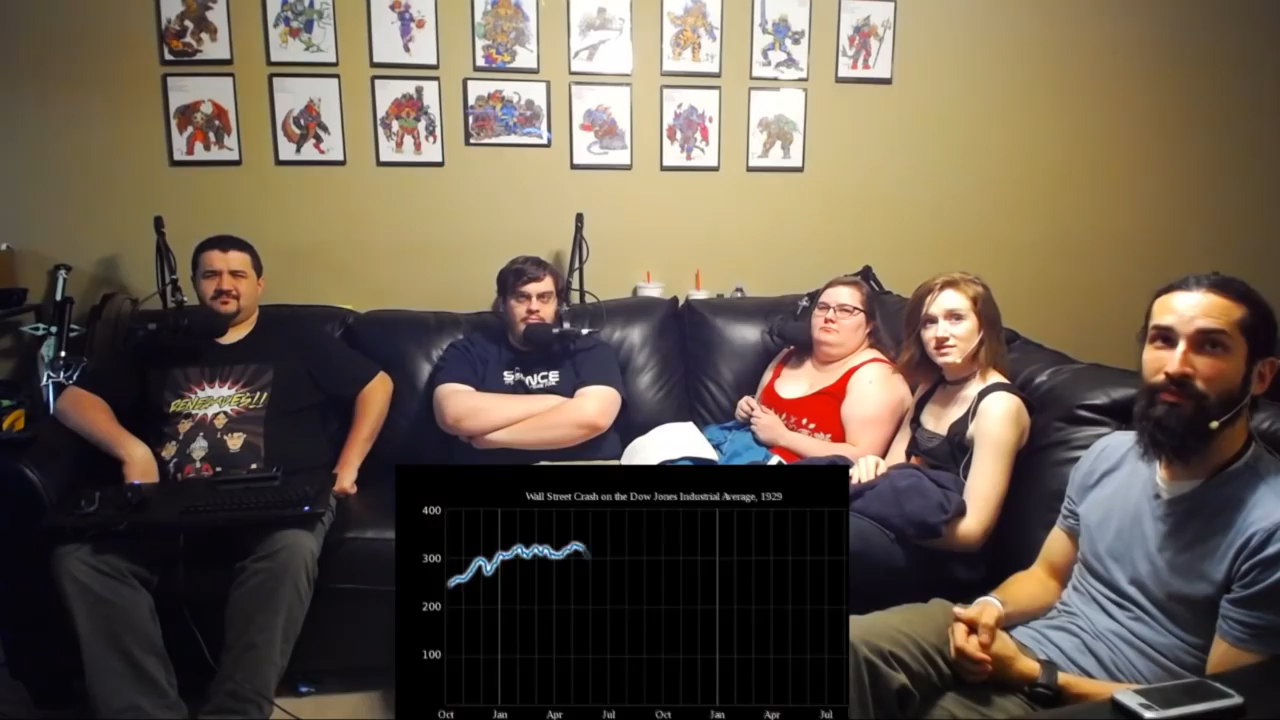 RENEGADES!!
Wall Street Crash on the Dow Jones Industrial Average, 1929
400
300
200
100
Oct Jan Apr Jul Oct Jan Apr Jul